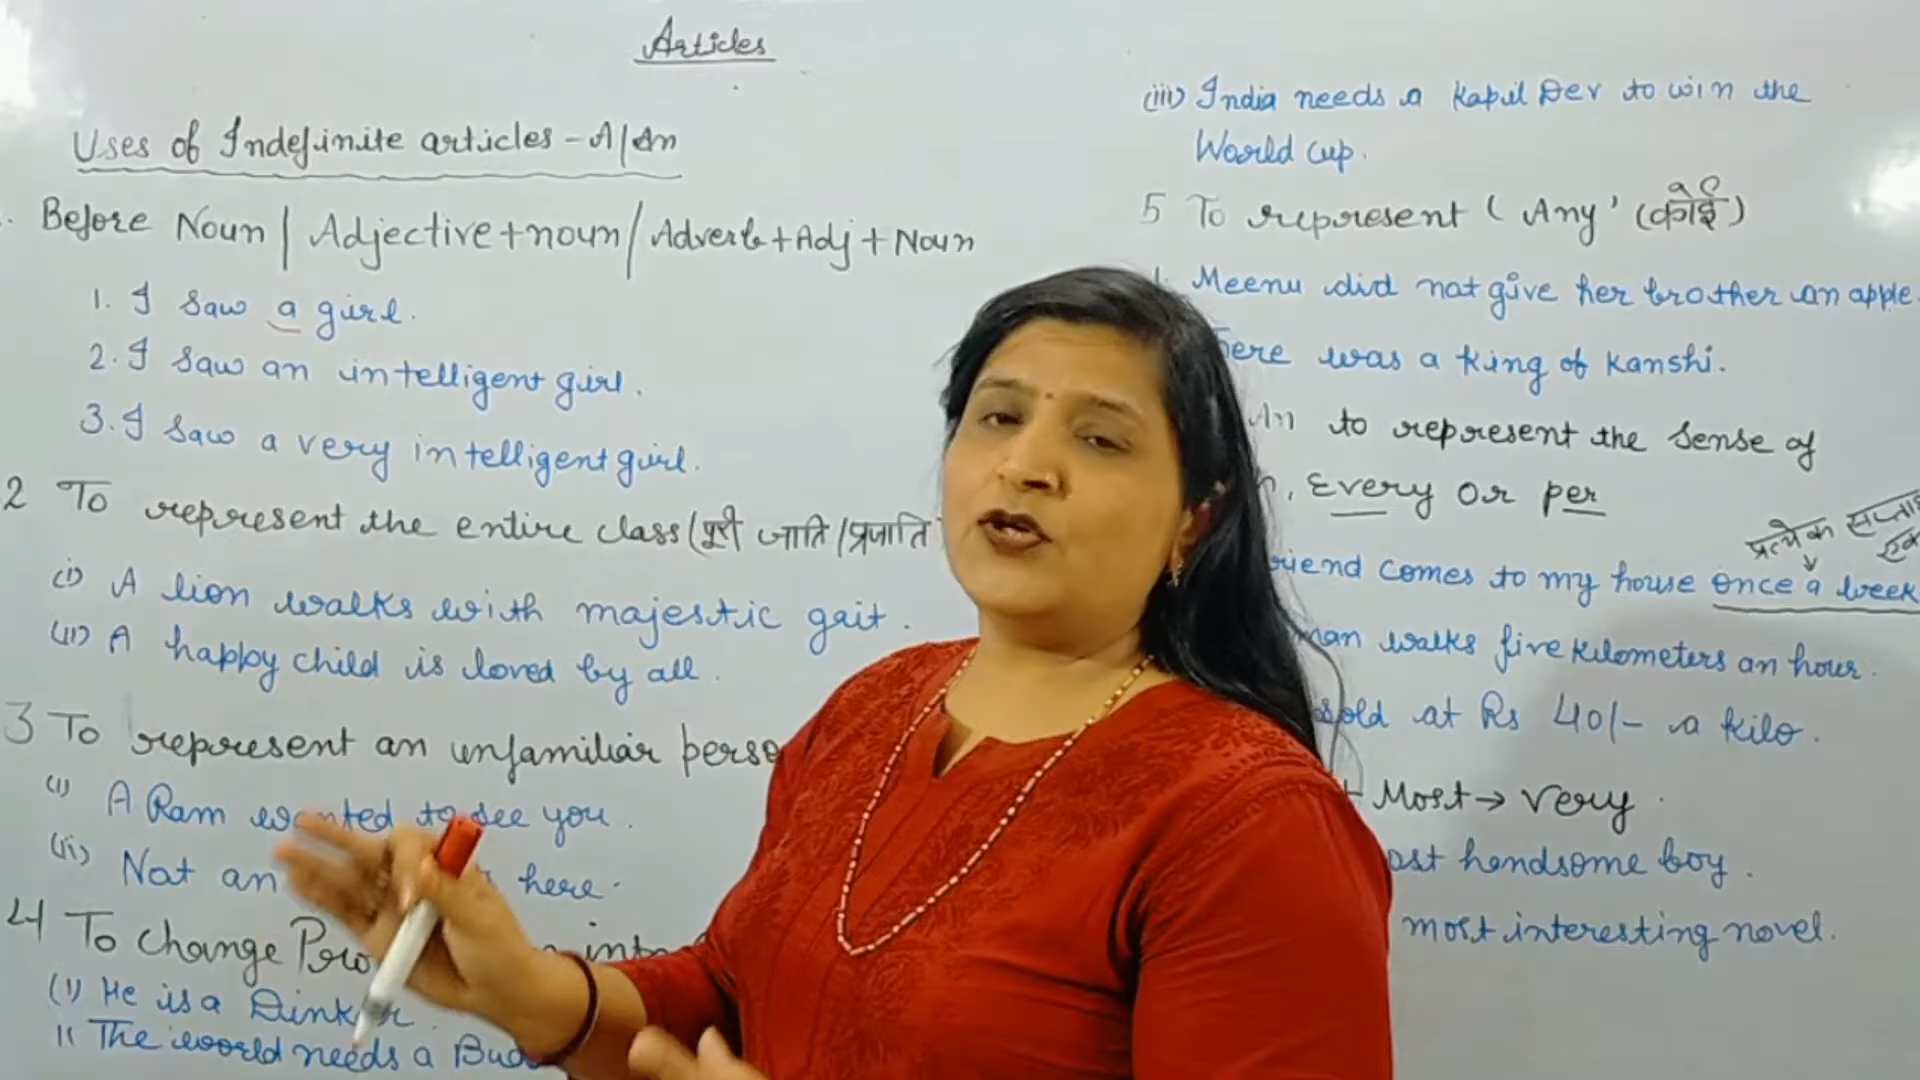 Articles
Uses of Indefinite articles - A/An
Before Noun / Adjective+noun / Adverb+Adj+Noun
1. I saw a girl.
2. I saw an intelligent girl.
3. I saw a very intelligent girl.
2 To represent the entire class (पूरी जाति/प्रजाति
(i) A lion walks with majestic gait.
(ii) A happy child is loved by all.
3 To represent an unfamiliar
(i) A Ram wanted to see you.
(ii) Not an here.
4 To change
(i) He is a
ii The world needs a
(iii) India needs a Kapil Dev to win the
World cup.
5 To represent ( Any' (कोई)
Meenu did not give her brother an apple.
was a king of Kanshi.
to represent the sense of
, Every or per
प्रत्येक
comes to my house once a week
walks five kilometers an hour.
sold at Rs 40/- a kilo.
Most → very
handsome boy.
most interesting novel.